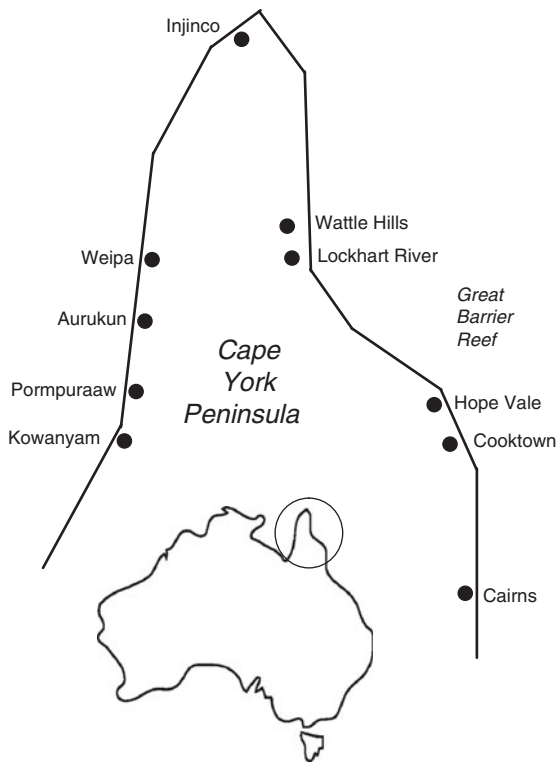 Injinco
Wattle Hills
Weipa
Lockhart River
Great
Barrier
Reef
Aurukun
Cape
York
Peninsula
Pormpuraaw
Hope Vale
Kowanyam
Cooktown
Cairns